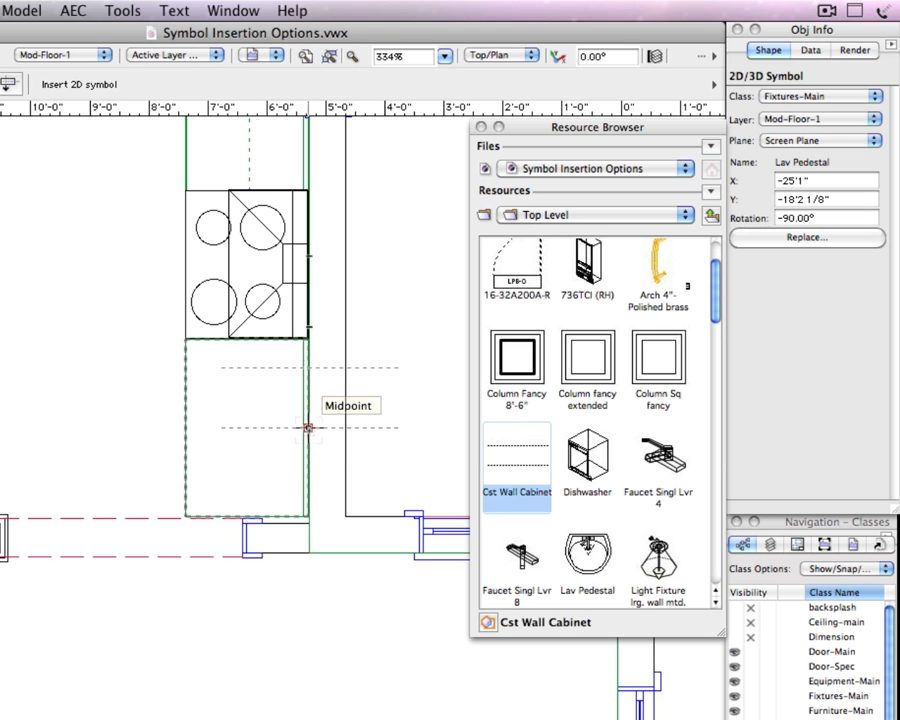 Model AEC Tools Text Window Help
Symbol Insertion Options.vwx
Mod-Floor-1 Active Layer ... 334% Top/Plan 0.00°
Insert 2D symbol
10'-0" 9'-0" 8'-0" 7'-0" 6'-0" 5'-0" 4'-0" 3'-0" 2'-0" 1'-0" 0" 1'-0"
Midpoint
Resource Browser
Files
Symbol Insertion Options
Resources
Top Level
LPB-O
16-32A200A-R 736TCI (RH) Arch 4"-
Polished brass
Column Fancy Column fancy Column Sq
8'-6" extended fancy
Cst Wall Cabinet Dishwasher Faucet Singl Lvr
4
Faucet Singl Lvr Lav Pedestal Light Fixture
8 lrg. wall mtd.
Cst Wall Cabinet
Obj Info
Shape Data Render
2D/3D Symbol
Class: Fixtures-Main
Layer: Mod-Floor-1
Plane: Screen Plane
Name: Lav Pedestal
X: -25'1"
Y: -18'2 1/8"
Rotation: -90.00°
Replace...
Navigation - Classes
Class Options: Show/Snap/...
Visibility Class Name
backsplash
Ceiling-main
Dimension
Door-Main
Door-Spec
Equipment-Main
Fixtures-Main
Furniture-Main